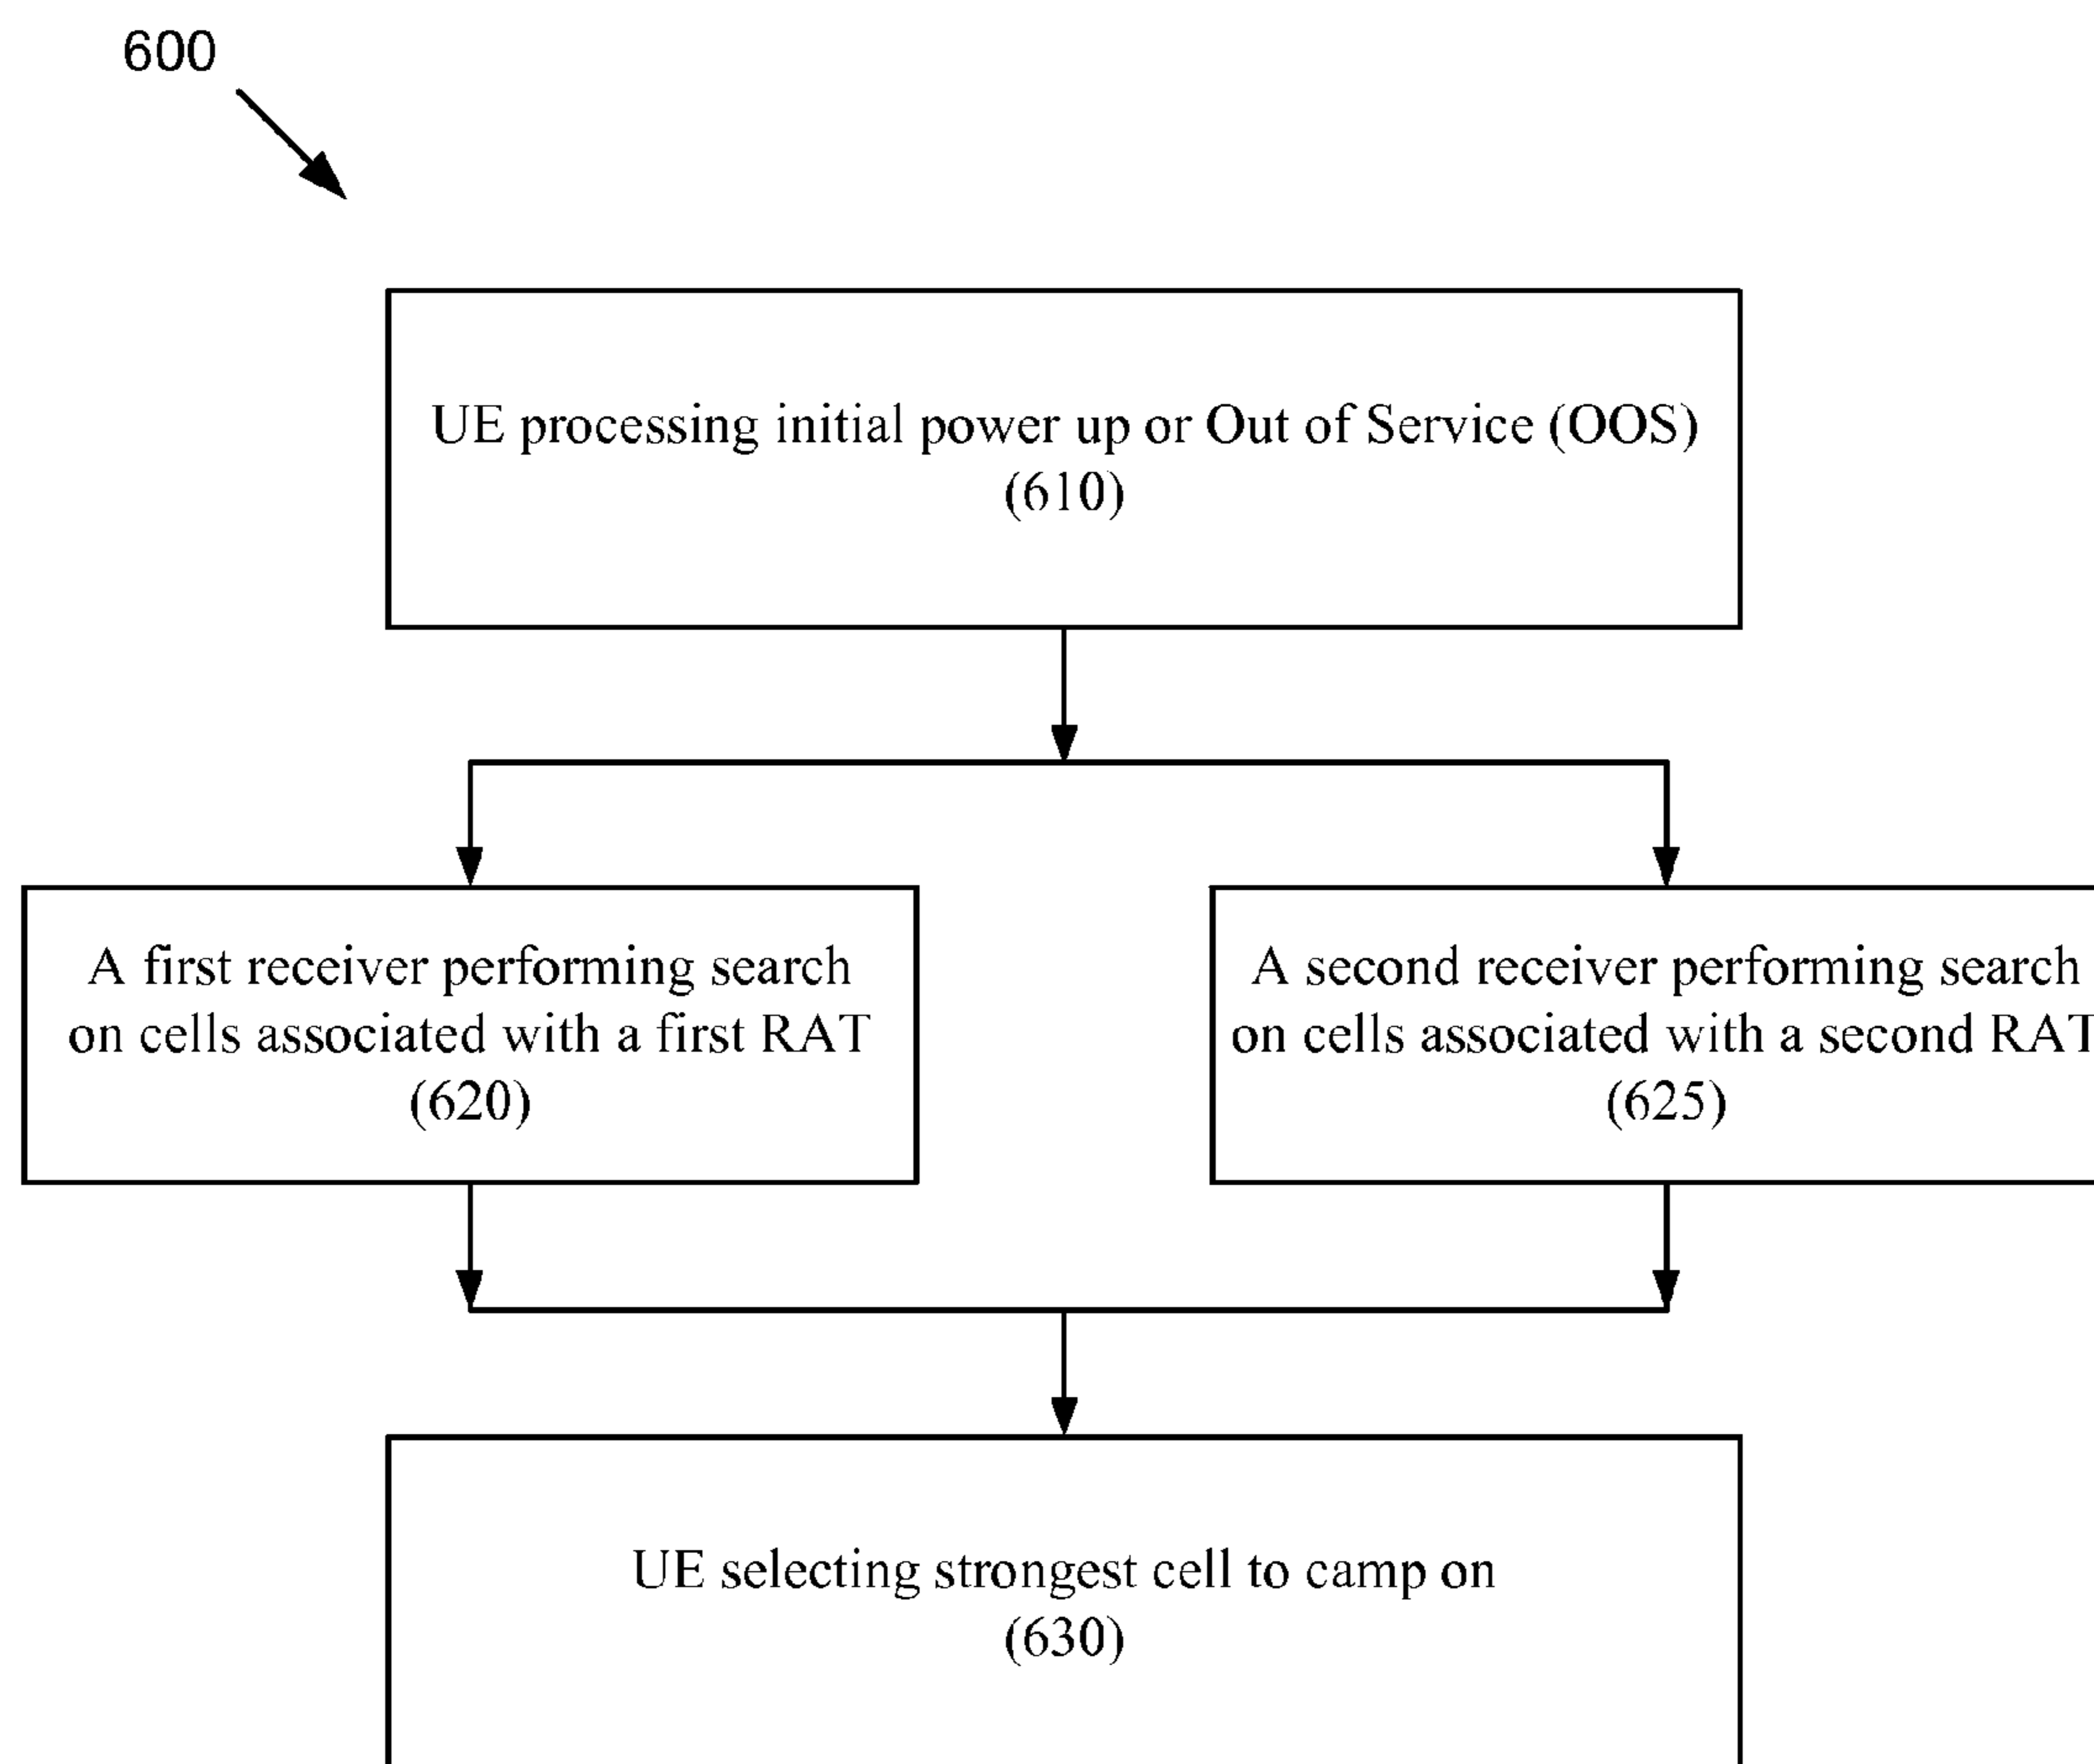 600
UE processing initial power up or Out of Service (OOS)
(610)
A first receiver performing search
on cells associated with a first RAT
(620)
A second receiver performing search
on cells associated with a second RAT
(625)
UE selecting strongest cell to camp on
(630)